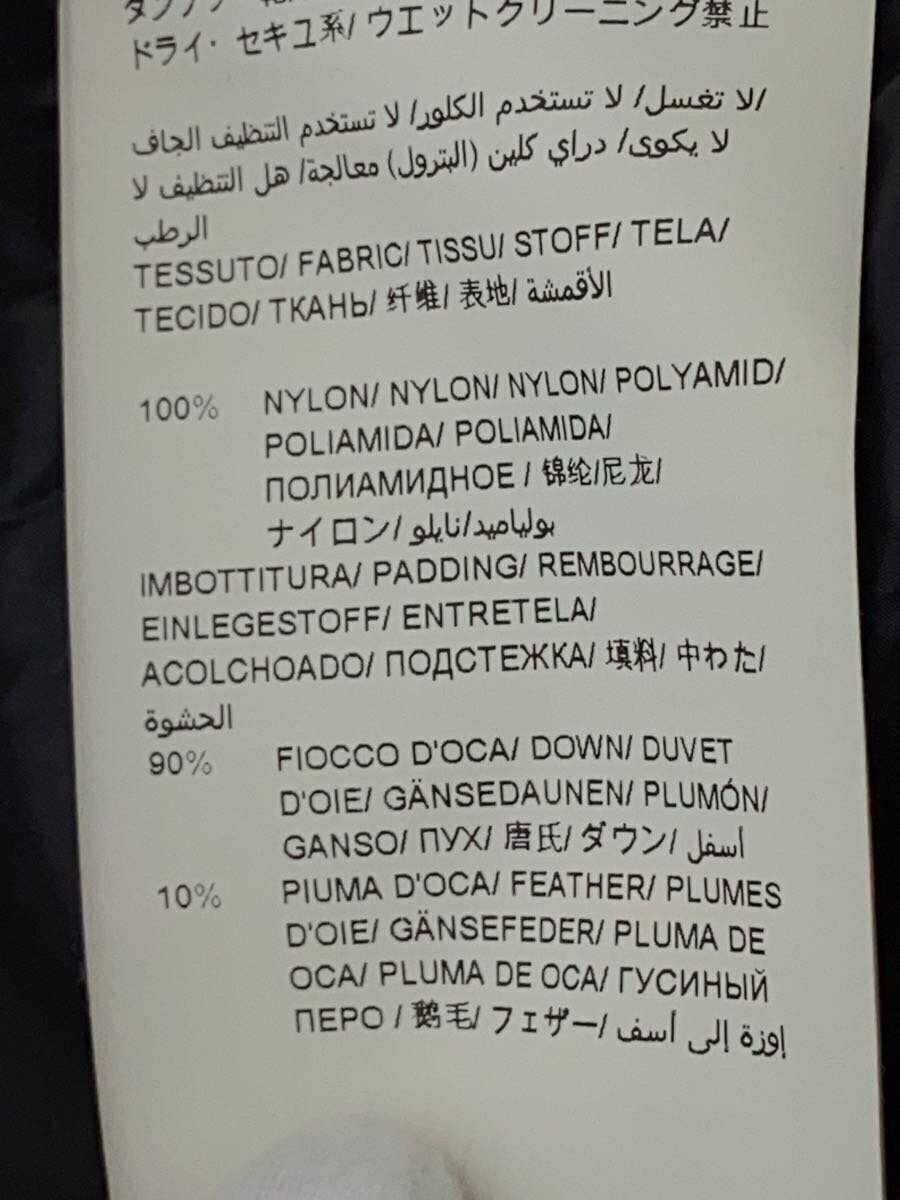 ドライ・セキユ系/ ウエットクリーニング禁止
لا تغسل/ لا تستخدم الكلور/ لا تستخدم التنظيف الجاف/
لا يكوى/ دراي كلين (البترول) معالجة/ هل التنظيف لا
الرطب
TESSUTO/ FABRIC/ TISSU/ STOFF/ TELA/
TECIDO/ ТКАНЬ/ 纤维/ 表地/ الأقمشة
100% NYLON/ NYLON/ NYLON/ POLYAMID/
POLIAMIDA/ POLIAMIDA/
ПОЛИАМИДНОЕ / 锦纶/尼龙/
ナイロン/ بولياميد/نايلو
IMBOTTITURA/ PADDING/ REMBOURRAGE/
EINLEGESTOFF/ ENTRETELA/
ACOLCHOADO/ ПОДСТЕЖКА/ 填料/ 中わた/
الحشوة
90% FIOCCO D'OCA/ DOWN/ DUVET
D'OIE/ GÄNSEDAUNEN/ PLUMÓN/
GANSO/ ПУХ/ 唐氏/ ダウン/ أسفل
10% PIUMA D'OCA/ FEATHER/ PLUMES
D'OIE/ GÄNSEFEDER/ PLUMA DE
OCA/ PLUMA DE OCA/ ГУСИНЫЙ
ПЕРО / 鹅毛/ フェザー/ إوزة إلى أسف